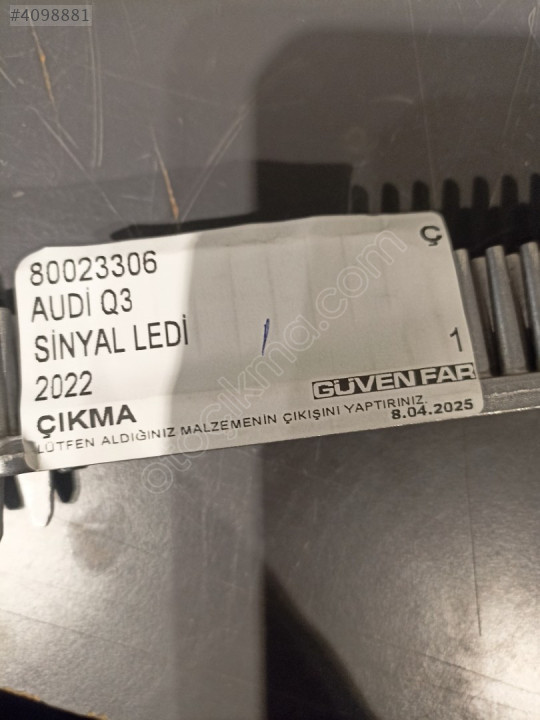 #4098881
Ç
80023306
AUDİ Q3
SİNYAL LEDİ
2022
1
ÇIKMA
GÜVEN FAR
LÜTFEN ALDIĞINIZ MALZEMENİN ÇIKIŞINI YAPTIRINIZ.
8.04.2025
otocikma.com